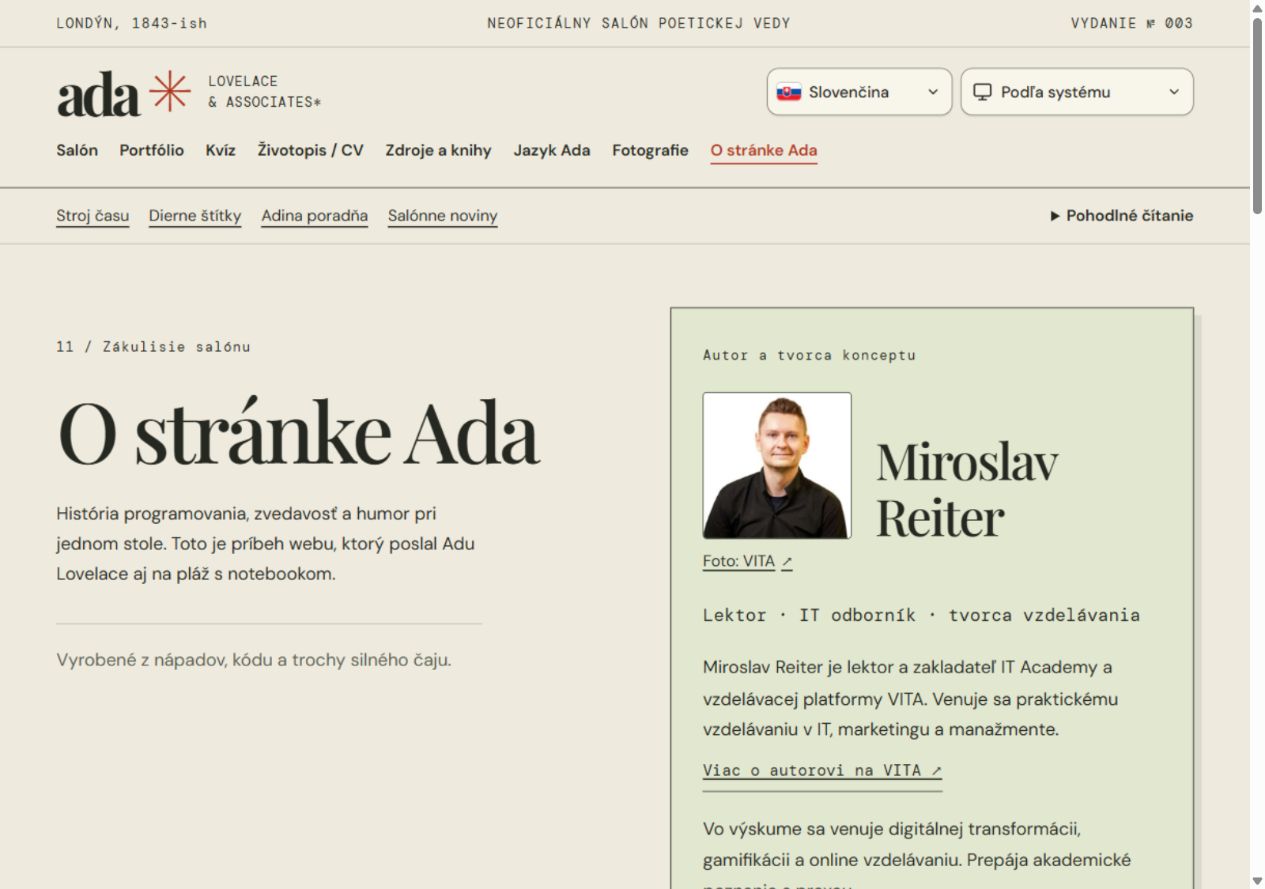 LONDÝN, 1843-ish
NEOFICIÁLNY SALÓN POETICKEJ VEDY
VYDANIE № 003
ada
LOVELACE
& ASSOCIATES*
Slovenčina
Podľa systému
Salón Portfólio Kvíz Životopis / CV Zdroje a knihy Jazyk Ada Fotografie O stránke Ada
Stroj času Dierne štítky Adina poradňa Salónne noviny
▶ Pohodlné čítanie
11 / Zákulisie salónu
O stránke Ada
História programovania, zvedavosť a humor pri
jednom stole. Toto je príbeh webu, ktorý poslal Adu
Lovelace aj na pláž s notebookom.
Vyrobené z nápadov, kódu a trochy silného čaju.
Autor a tvorca konceptu
Miroslav
Reiter
Foto: VITA ↗
Lektor · IT odborník · tvorca vzdelávania
Miroslav Reiter je lektor a zakladateľ IT Academy a
vzdelávacej platformy VITA. Venuje sa praktickému
vzdelávaniu v IT, marketingu a manažmente.
Viac o autorovi na VITA ↗
Vo výskume sa venuje digitálnej transformácii,
gamifikácii a online vzdelávaniu. Prepája akademické